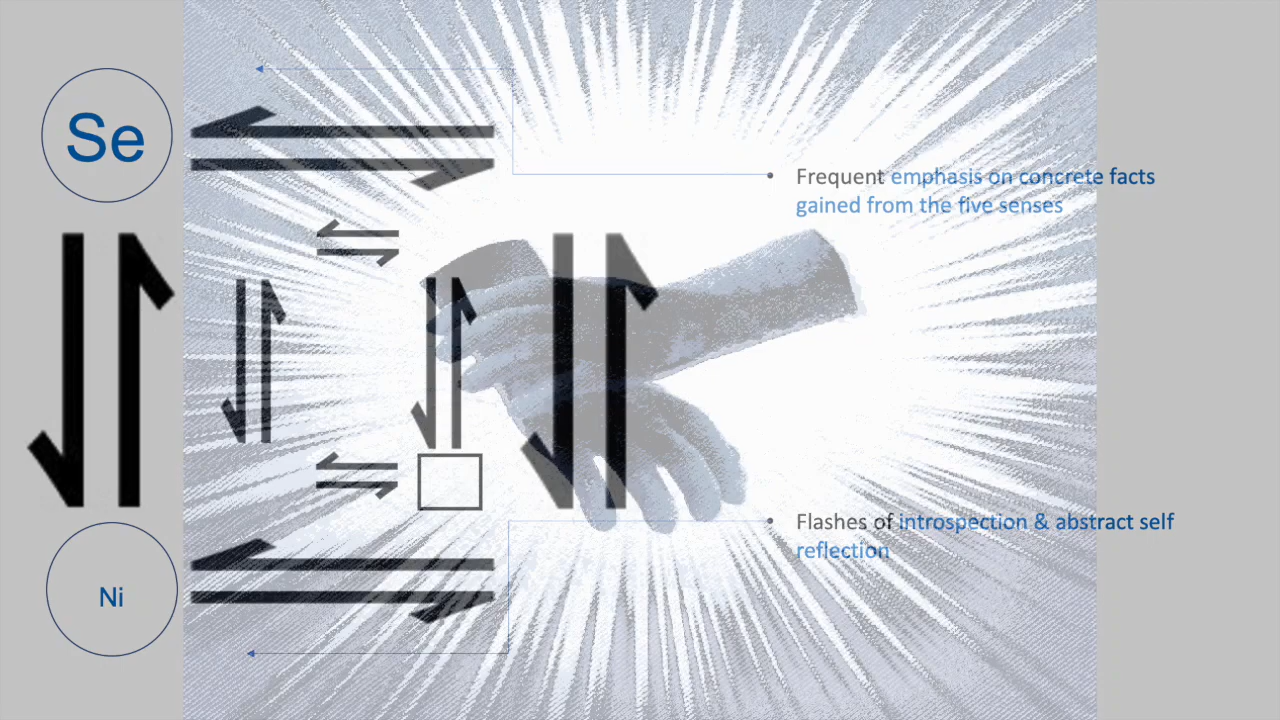 Se
Frequent emphasis on concrete facts
gained from the five senses
Flashes of introspection & abstract self
reflection
Ni